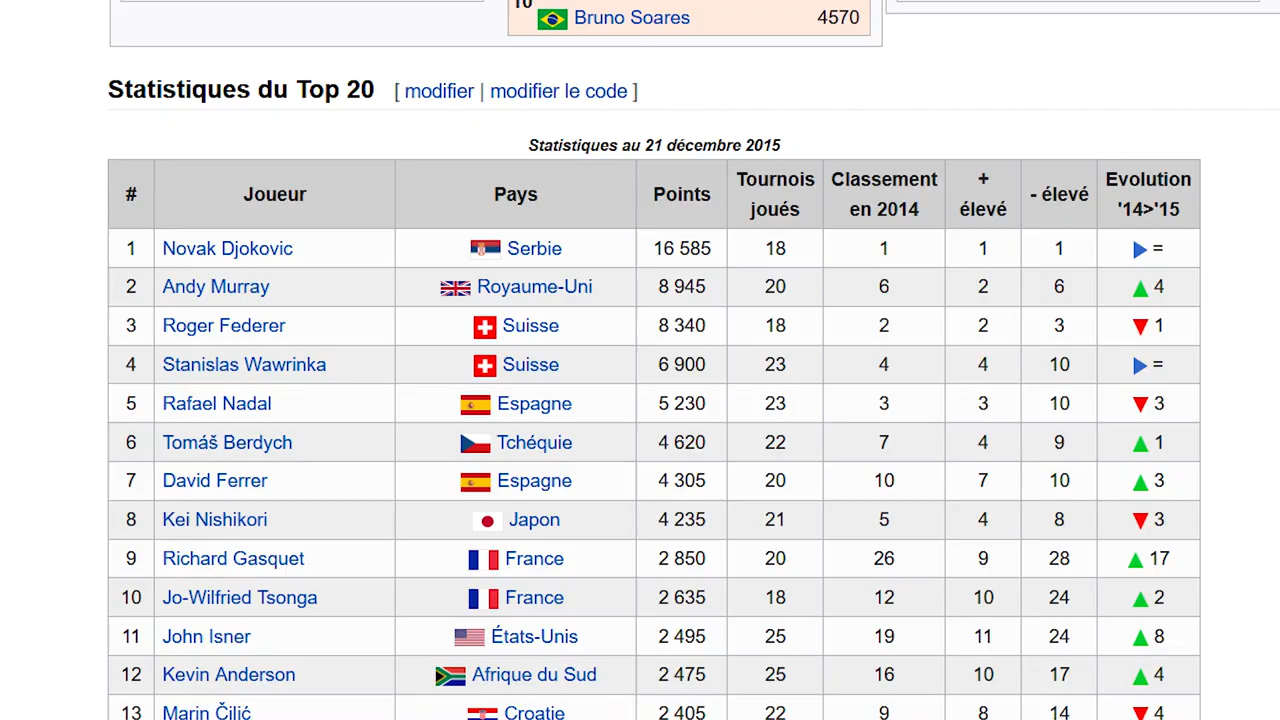 10
Bruno Soares 4570
Statistiques du Top 20 [ modifier | modifier le code ]
Statistiques au 21 décembre 2015
# Joueur Pays Points Tournois joués Classement en 2014 + élevé - élevé Evolution '14>'15
1 Novak Djokovic Serbie 16 585 18 1 1 1 =
2 Andy Murray Royaume-Uni 8 945 20 6 2 6 4
3 Roger Federer Suisse 8 340 18 2 2 3 1
4 Stanislas Wawrinka Suisse 6 900 23 4 4 10 =
5 Rafael Nadal Espagne 5 230 23 3 3 10 3
6 Tomáš Berdych Tchéquie 4 620 22 7 4 9 1
7 David Ferrer Espagne 4 305 20 10 7 10 3
8 Kei Nishikori Japon 4 235 21 5 4 8 3
9 Richard Gasquet France 2 850 20 26 9 28 17
10 Jo-Wilfried Tsonga France 2 635 18 12 10 24 2
11 John Isner États-Unis 2 495 25 19 11 24 8
12 Kevin Anderson Afrique du Sud 2 475 25 16 10 17 4
13 Marin Čilić Croatie 2 405 22 9 8 14 4